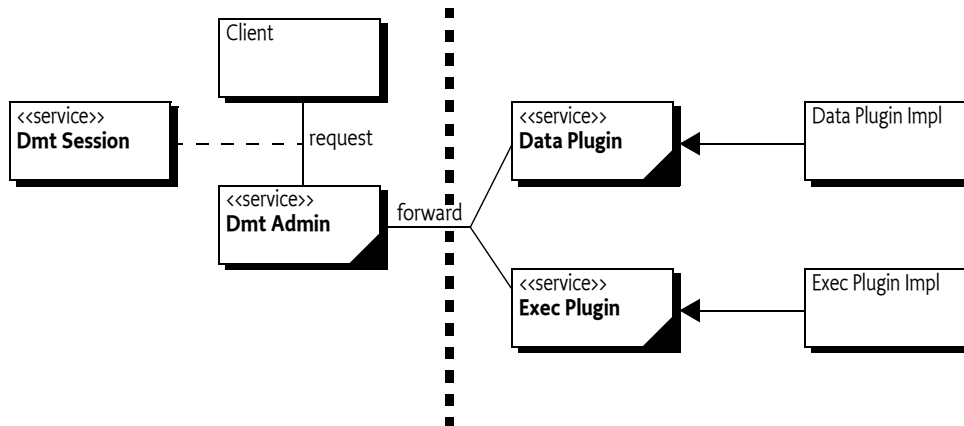 Client
<<service>>
Dmt Session
request
<<service>>
Dmt Admin
forward
<<service>>
Data Plugin
Data Plugin Impl
<<service>>
Exec Plugin
Exec Plugin Impl